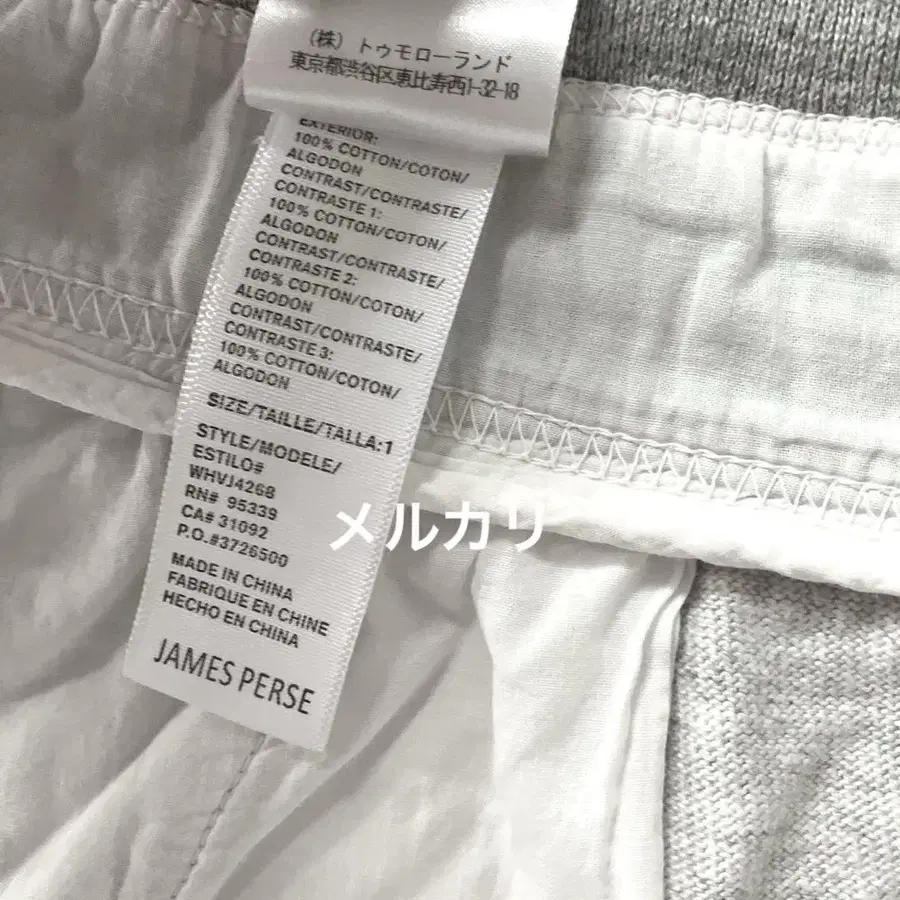 （株）トゥモローランド
東京都渋谷区恵比寿西1-32-18
EXTERIOR:
100% COTTON/COTON/
ALGODON
CONTRAST/CONTRASTE/
CONTRASTE 1:
100% COTTON/COTON/
ALGODON
CONTRAST/CONTRASTE/
CONTRASTE 2:
100% COTTON/COTON/
ALGODON
CONTRAST/CONTRASTE/
CONTRASTE 3:
100% COTTON/COTON/
ALGODON
SIZE/TAILLE/TALLA:1
STYLE/MODELE/
ESTILO#
WHVJ4268
RN# 95339
CA# 31092
P.O.#3726500
MADE IN CHINA
FABRIQUE EN CHINE
HECHO EN CHINA
JAMES PERSE
メルカリ